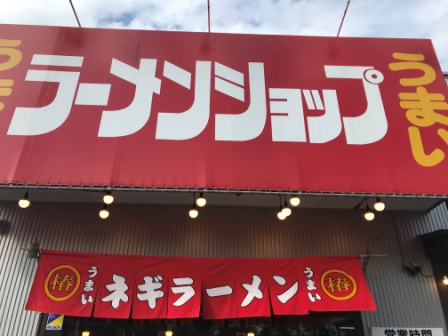 うまい ラーメンショップ うまい
椿 うまい ネギラーメン うまい 椿
営業時間